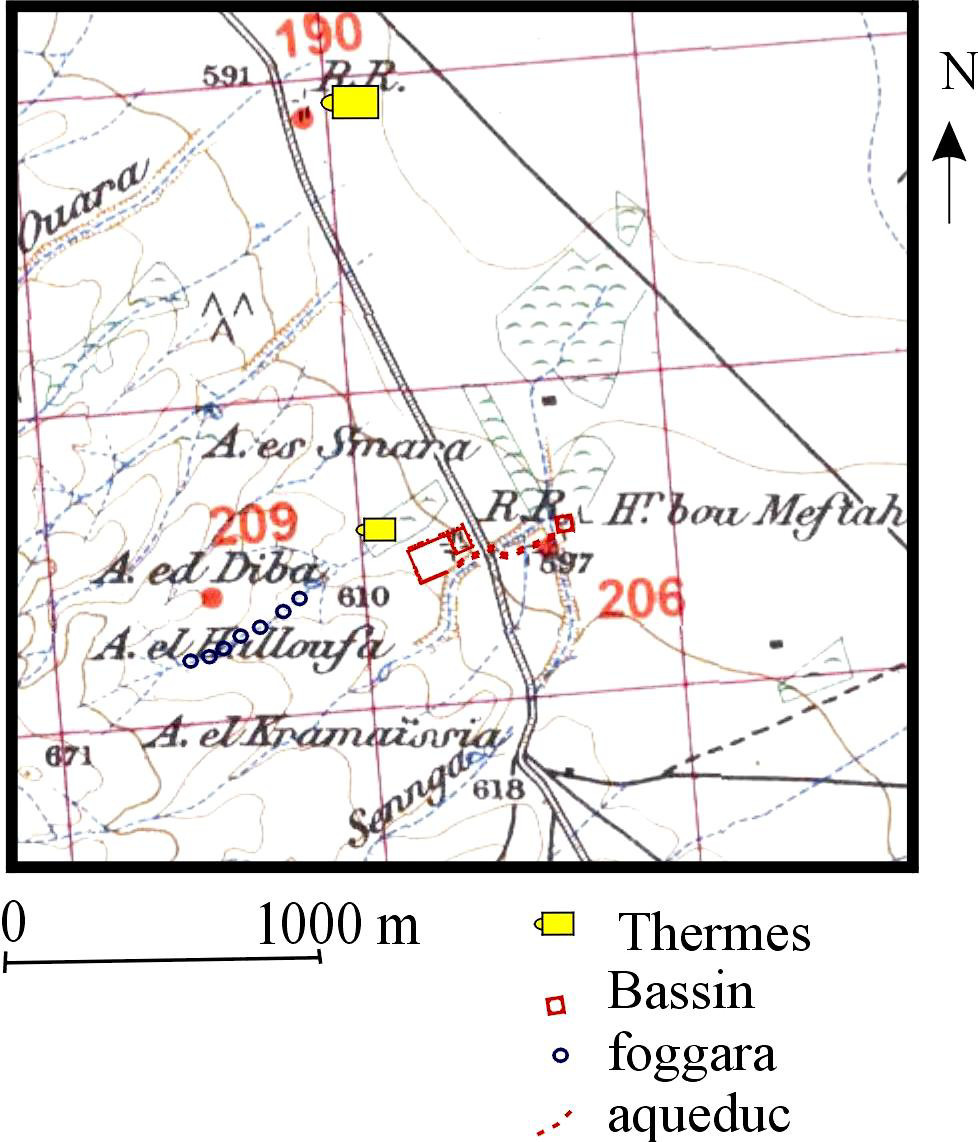 190
591
R.R.
N
Ouara
A. es Smara
R.R. Hr. bou Meftah
209
A. ed Diba
597
610
206
A. el Hilloufa
A. el Kramaïssia
671
Sennga
618
0 1000 m
Thermes
Bassin
foggara
aqueduc